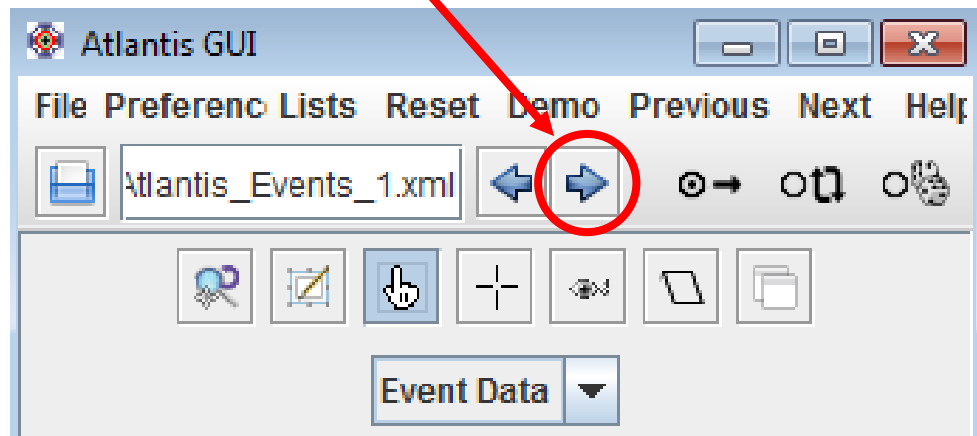 Atlantis GUI
File Preferenc Lists Reset Demo Previous Next Help
Atlantis_Events_1.xml
Event Data